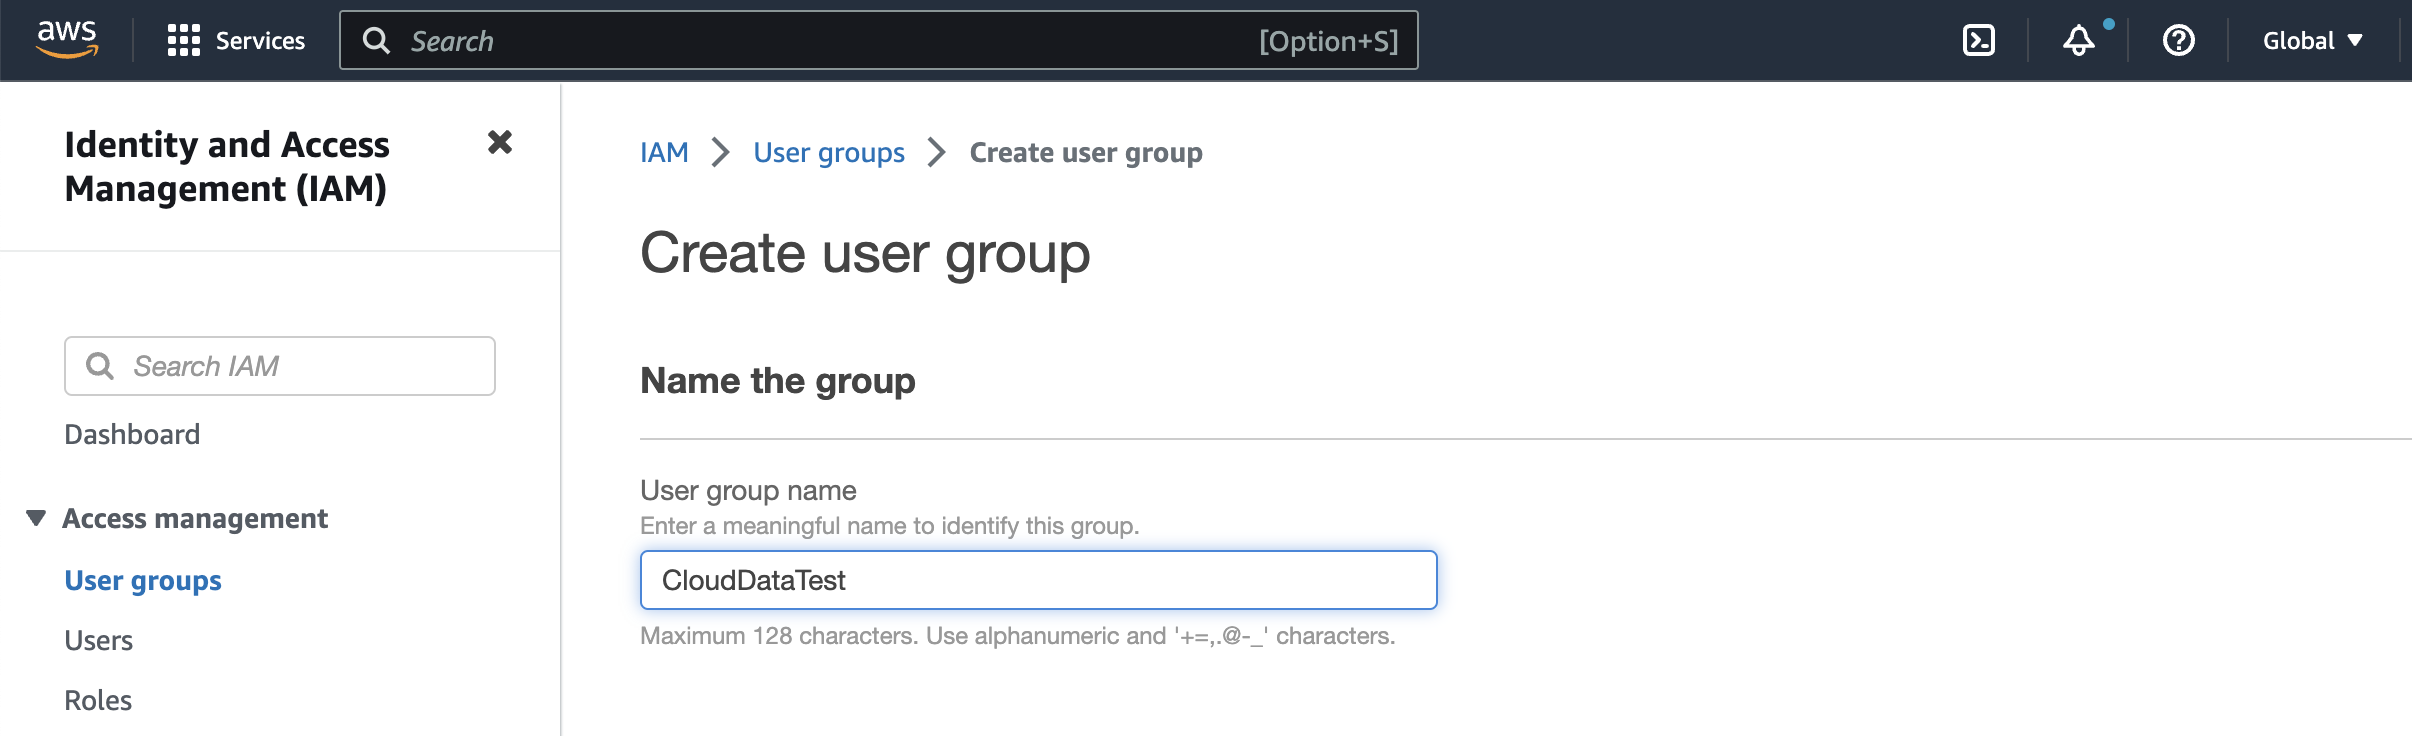 aws
Services
Search
[Option+S]
Global
Identity and Access
Management (IAM)
Search IAM
Dashboard
Access management
User groups
Users
Roles
IAM
User groups
Create user group
Create user group
Name the group
User group name
Enter a meaningful name to identify this group.
CloudDataTest
Maximum 128 characters. Use alphanumeric and '+=,.@-_' characters.